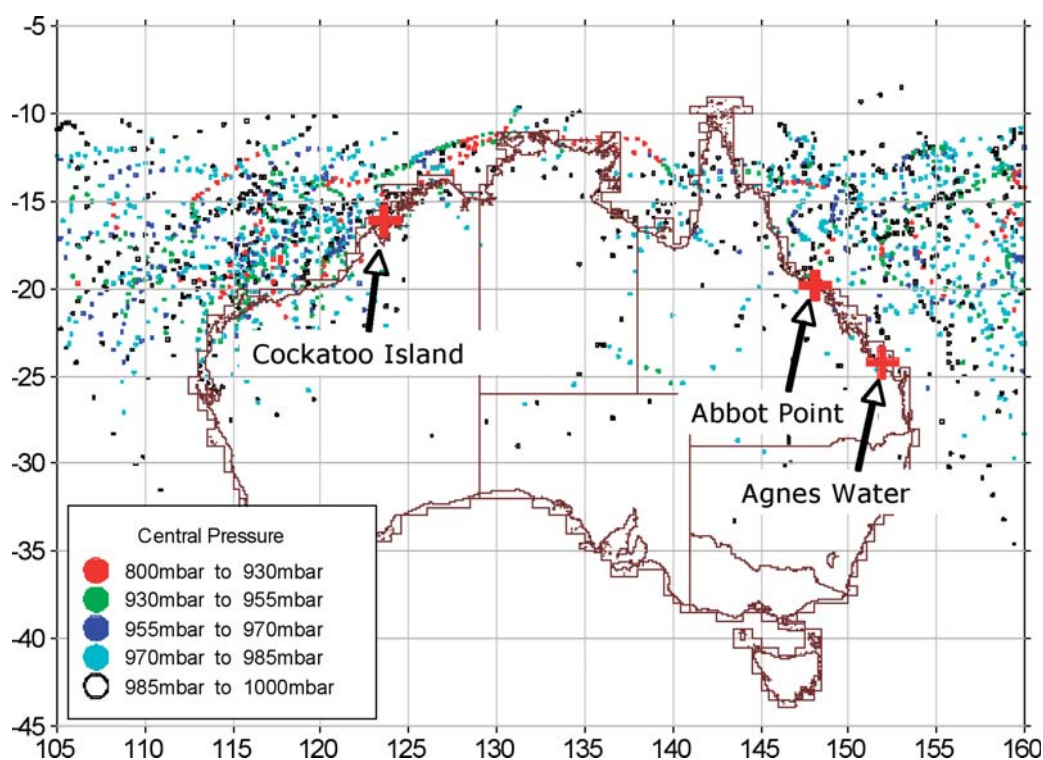 -5
-10
-15
-20
-25
-30
-35
-40
-45
105 110 115 120 125 130 135 140 145 150 155 160
Cockatoo Island
Abbot Point
Agnes Water
Central Pressure
800mbar to 930mbar
930mbar to 955mbar
955mbar to 970mbar
970mbar to 985mbar
985mbar to 1000mbar